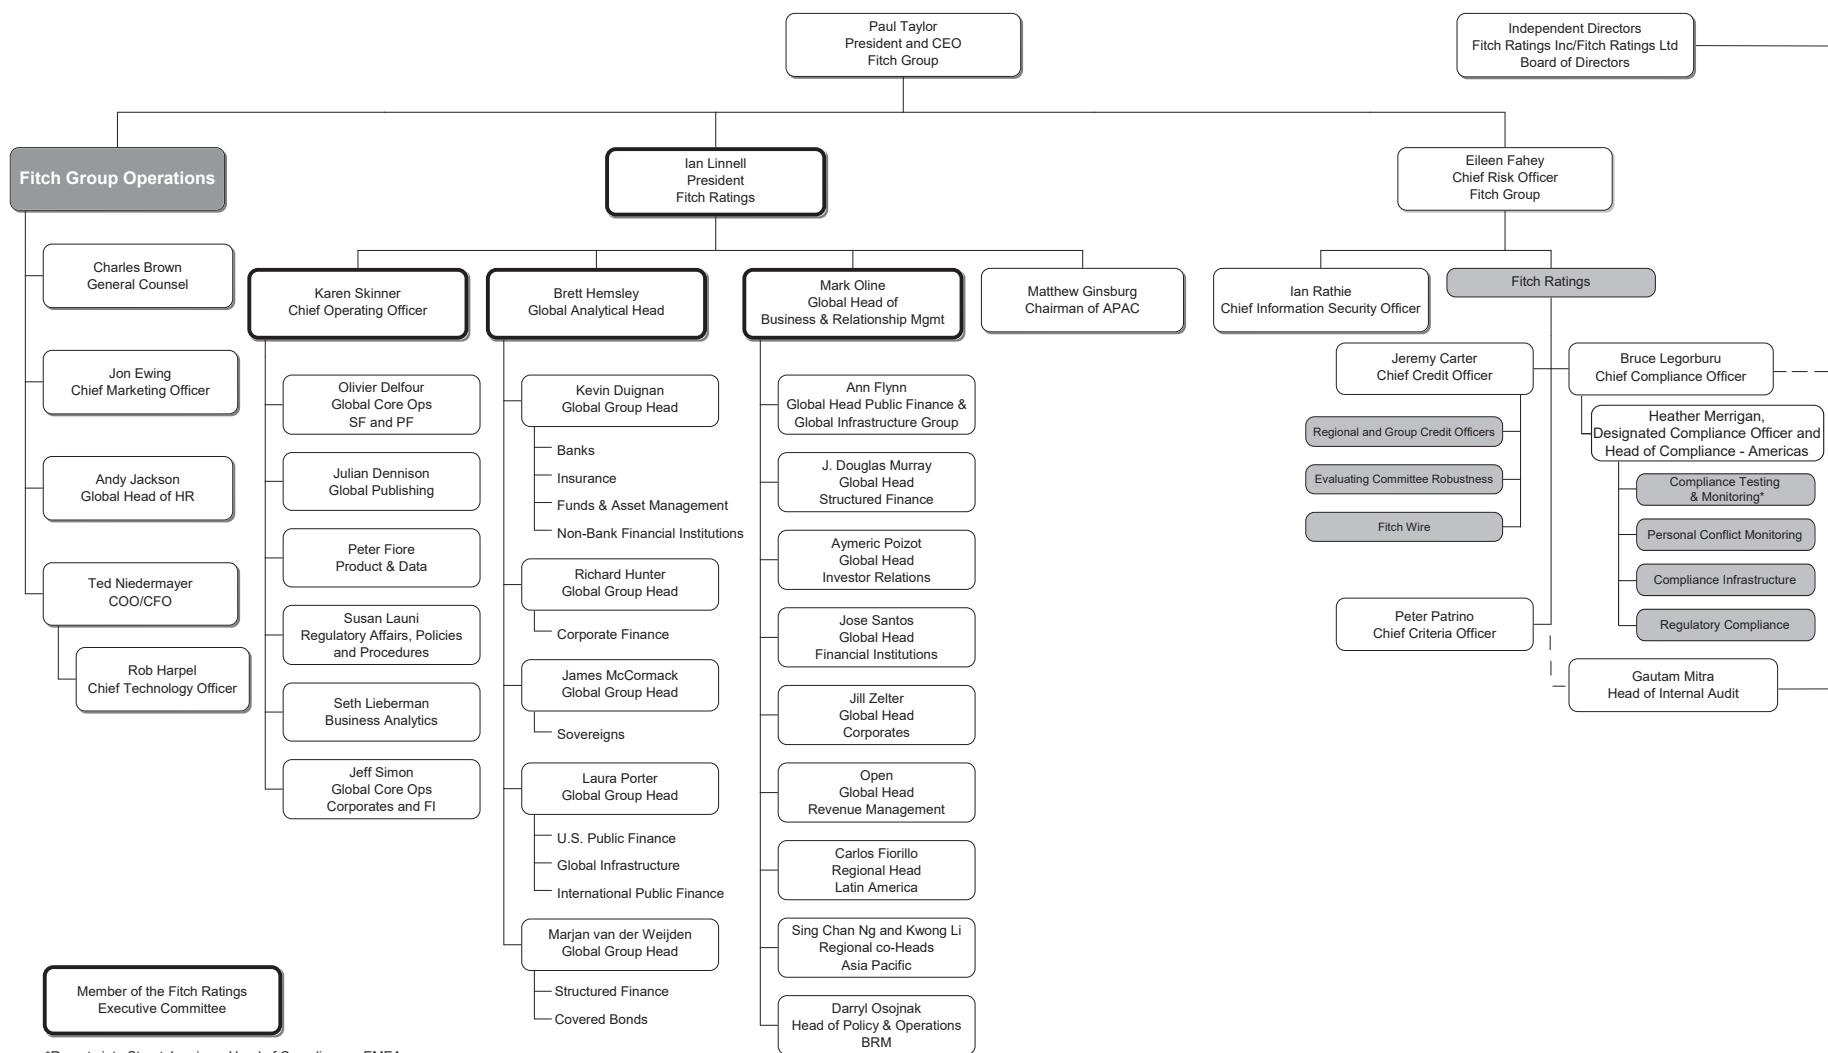 Paul Taylor
President and CEO
Fitch Group
Independent Directors
Fitch Ratings Inc/Fitch Ratings Ltd
Board of Directors
Fitch Group Operations
Ian Linnell
President
Fitch Ratings
Eileen Fahey
Chief Risk Officer
Fitch Group
Charles Brown
General Counsel
Jon Ewing
Chief Marketing Officer
Andy Jackson
Global Head of HR
Ted Niedermayer
COO/CFO
Rob Harpel
Chief Technology Officer
Karen Skinner
Chief Operating Officer
Olivier Delfour
Global Core Ops
SF and PF
Julian Dennison
Global Publishing
Peter Fiore
Product & Data
Susan Launi
Regulatory Affairs, Policies
and Procedures
Seth Lieberman
Business Analytics
Jeff Simon
Global Core Ops
Corporates and FI
Brett Hemsley
Global Analytical Head
Kevin Duignan
Global Group Head
Banks
Insurance
Funds & Asset Management
Non-Bank Financial Institutions
Richard Hunter
Global Group Head
Corporate Finance
James McCormack
Global Group Head
Sovereigns
Laura Porter
Global Group Head
U.S. Public Finance
Global Infrastructure
International Public Finance
Marjan van der Weijden
Global Group Head
Structured Finance
Covered Bonds
Mark Oline
Global Head of
Business & Relationship Mgmt
Ann Flynn
Global Head Public Finance &
Global Infrastructure Group
J. Douglas Murray
Global Head
Structured Finance
Aymeric Poizot
Global Head
Investor Relations
Jose Santos
Global Head
Financial Institutions
Jill Zelter
Global Head
Corporates
Open
Global Head
Revenue Management
Carlos Fiorillo
Regional Head
Latin America
Sing Chan Ng and Kwong Li
Regional co-Heads
Asia Pacific
Darryl Osojnak
Head of Policy & Operations
BRM
Matthew Ginsburg
Chairman of APAC
Ian Rathie
Chief Information Security Officer
Fitch Ratings
Jeremy Carter
Chief Credit Officer
Regional and Group Credit Officers
Evaluating Committee Robustness
Fitch Wire
Peter Patrino
Chief Criteria Officer
Bruce Legorburu
Chief Compliance Officer
Heather Merrigan,
Designated Compliance Officer and
Head of Compliance - Americas
Compliance Testing
& Monitoring*
Personal Conflict Monitoring
Compliance Infrastructure
Regulatory Compliance
Gautam Mitra
Head of Internal Audit
Member of the Fitch Ratings
Executive Committee